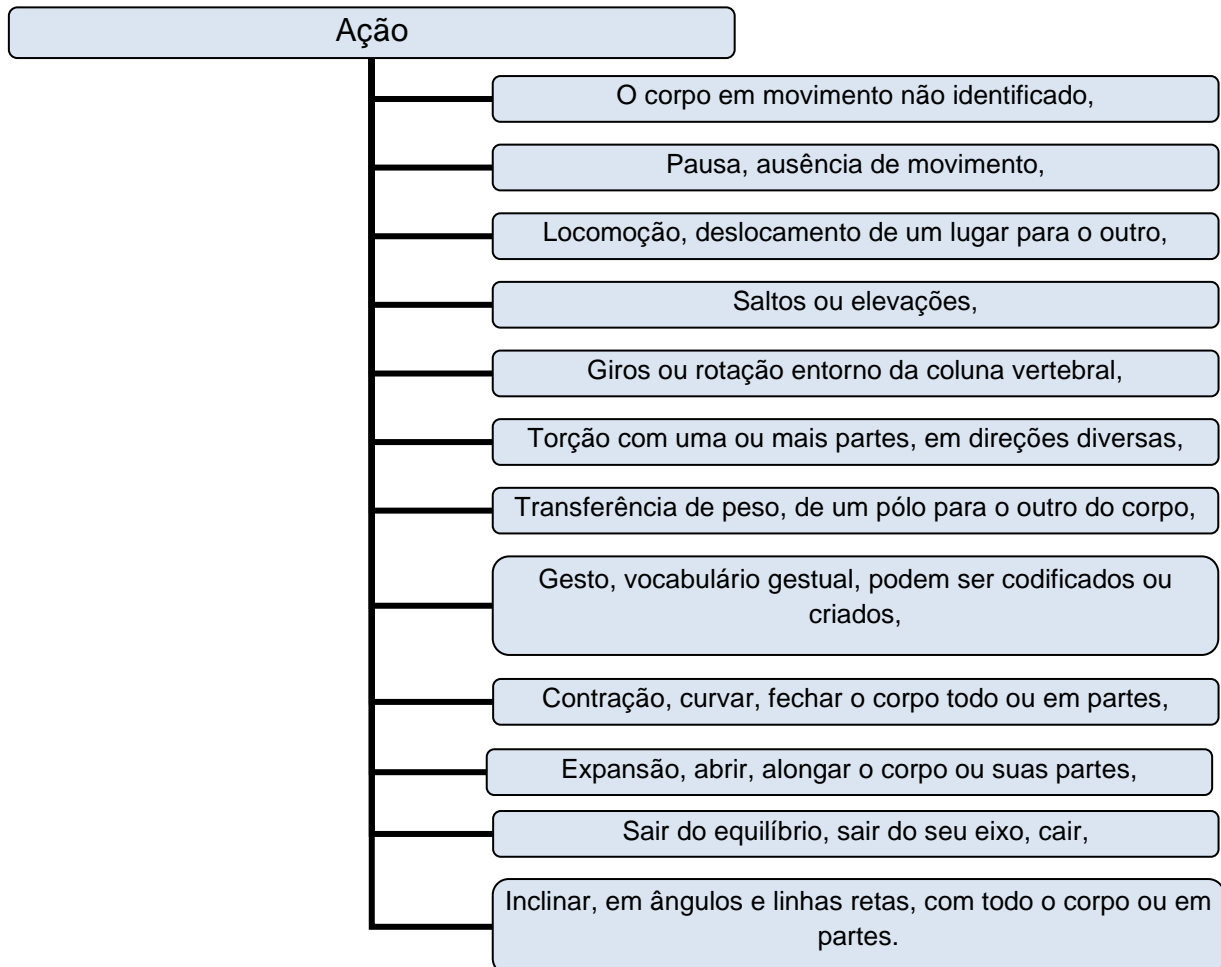 Ação
O corpo em movimento não identificado,
Pausa, ausência de movimento,
Locomoção, deslocamento de um lugar para o outro,
Saltos ou elevações,
Giros ou rotação entorno da coluna vertebral,
Torção com uma ou mais partes, em direções diversas,
Transferência de peso, de um pólo para o outro do corpo,
Gesto, vocabulário gestual, podem ser codificados ou
criados,
Contração, curvar, fechar o corpo todo ou em partes,
Expansão, abrir, alongar o corpo ou suas partes,
Sair do equilíbrio, sair do seu eixo, cair,
Inclinar, em ângulos e linhas retas, com todo o corpo ou em
partes.